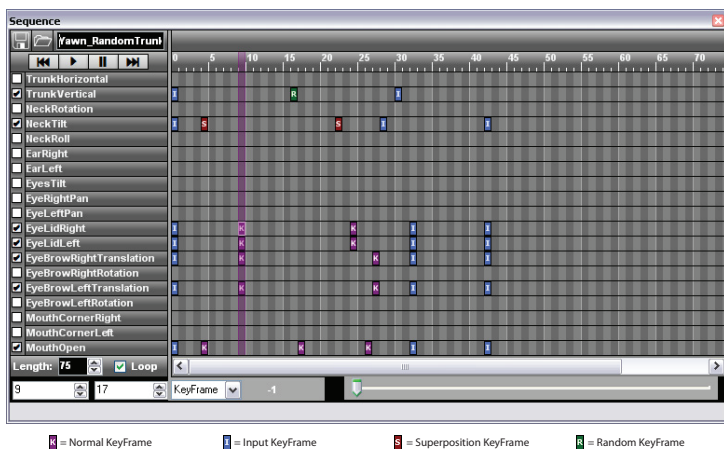 Sequence
Yawn_RandomTrunk
0 5 10 15 20 25 30 35 40 45 50 55 60 65 70
TrunkHorizontal
TrunkVertical I R I
NeckRotation
NeckTilt I S S I I
NeckRoll
EarRight
EarLeft
EyesTilt
EyeRightPan
EyeLeftPan
EyeLidRight I K K I I
EyeLidLeft I K K I I
EyeBrowRightTranslation I K K I I
EyeBrowRightRotation
EyeBrowLeftTranslation I K K I I
EyeBrowLeftRotation
MouthCornerRight
MouthCornerLeft
MouthOpen I K K K I I
Length: 75 Loop
9 17 KeyFrame -1
K = Normal KeyFrame I = Input KeyFrame S = Superposition KeyFrame R = Random KeyFrame